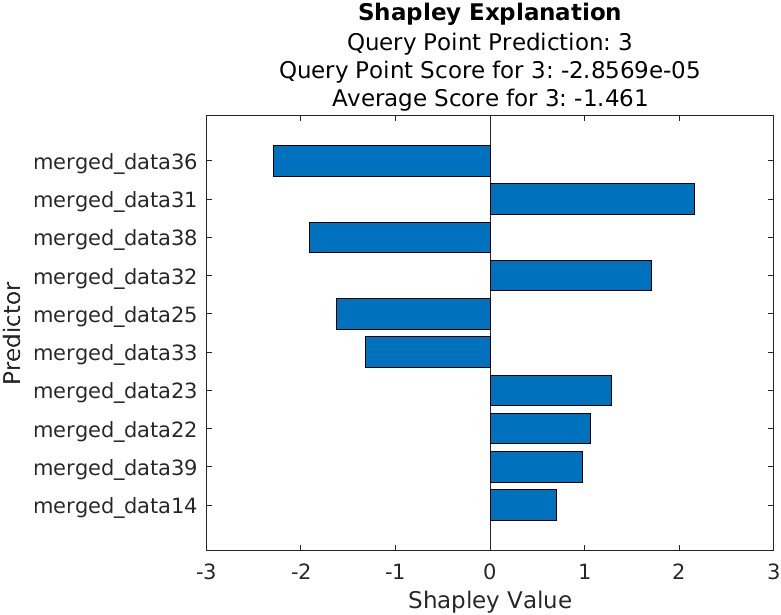 Shapley Explanation
Query Point Prediction: 3
Query Point Score for 3: -2.8569e-05
Average Score for 3: -1.461
Predictor
merged_data36
merged_data31
merged_data38
merged_data32
merged_data25
merged_data33
merged_data23
merged_data22
merged_data39
merged_data14
-3 -2 -1 0 1 2 3
Shapley Value